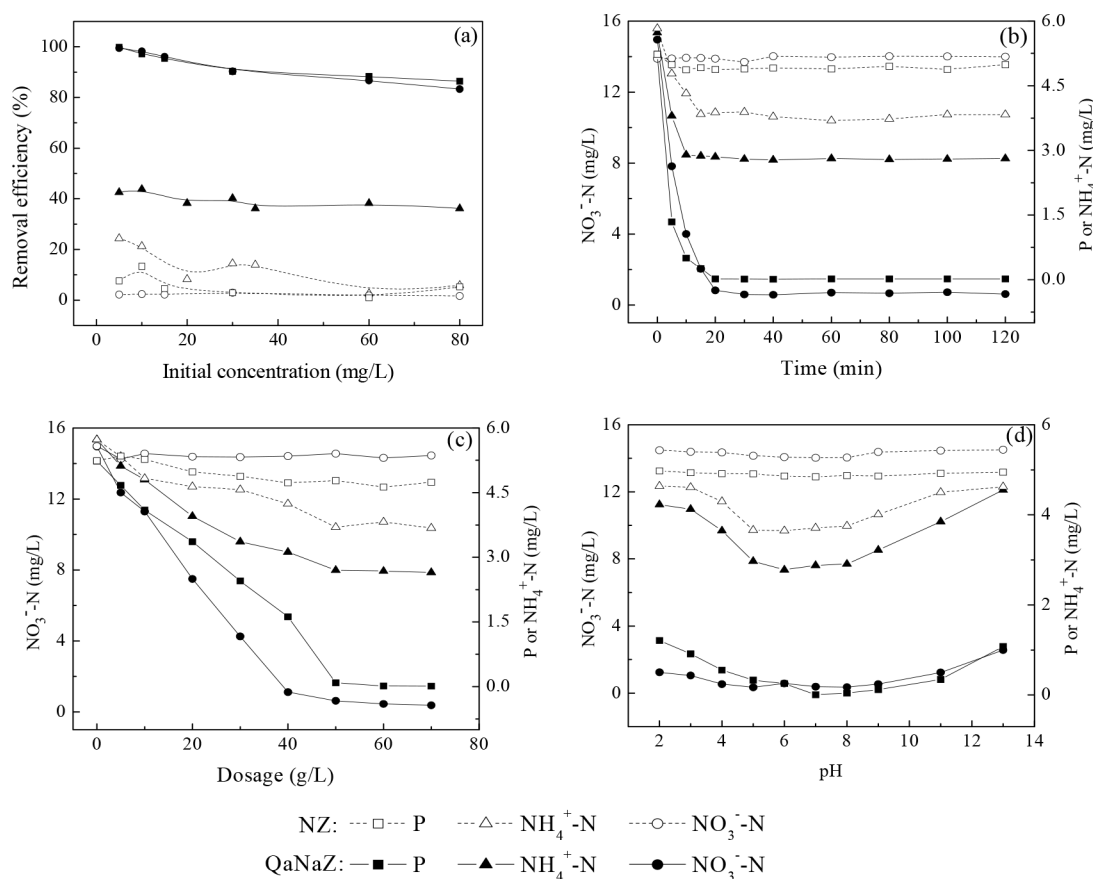 (a)
Removal efficiency (%)
100
80
60
40
20
0
0 20 40 60 80
Initial concentration (mg/L)
(b)
NO₃⁻-N (mg/L)
16
12
8
4
0
6.0
4.5
3.0
1.5
0.0
P or NH₄⁺-N (mg/L)
0 20 40 60 80 100 120
Time (min)
(c)
NO₃⁻-N (mg/L)
16
12
8
4
0
6.0
4.5
3.0
1.5
0.0
P or NH₄⁺-N (mg/L)
0 20 40 60 80
Dosage (g/L)
(d)
NO₃⁻-N (mg/L)
16
12
8
4
0
6
4
2
0
P or NH₄⁺-N (mg/L)
2 4 6 8 10 12 14
pH
NZ: P NH₄⁺-N NO₃⁻-N
QaNaZ: P NH₄⁺-N NO₃⁻-N